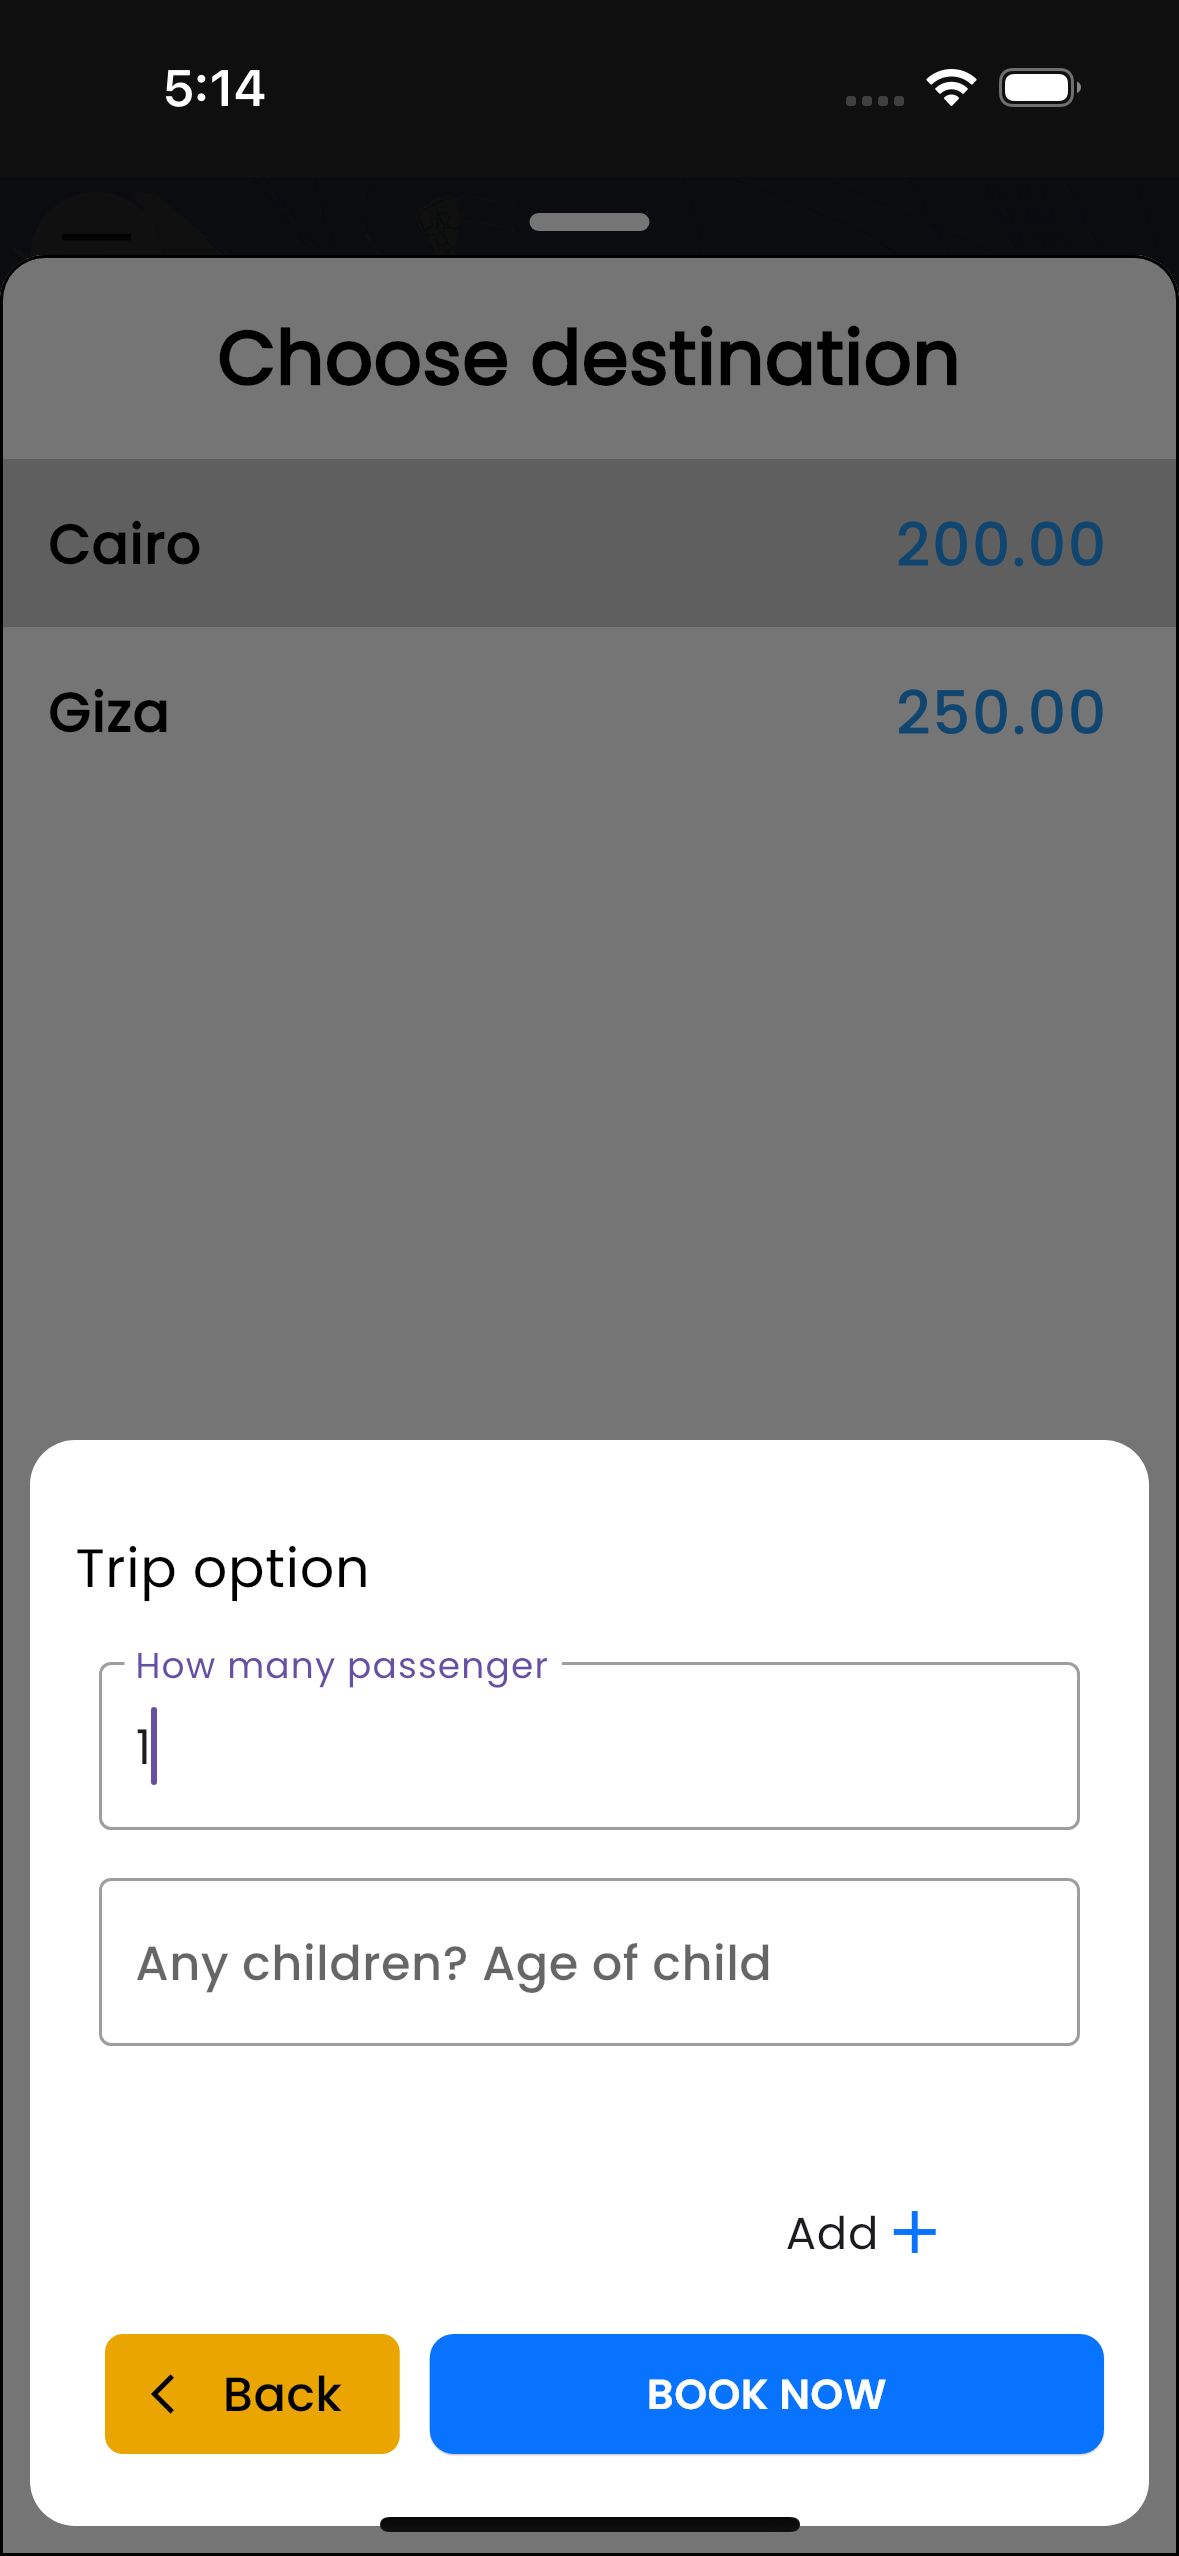 5:14
Choose destination
Cairo 200.00
Giza 250.00
Trip option
How many passenger
1
Any children? Age of child
Add +
Back
BOOK NOW